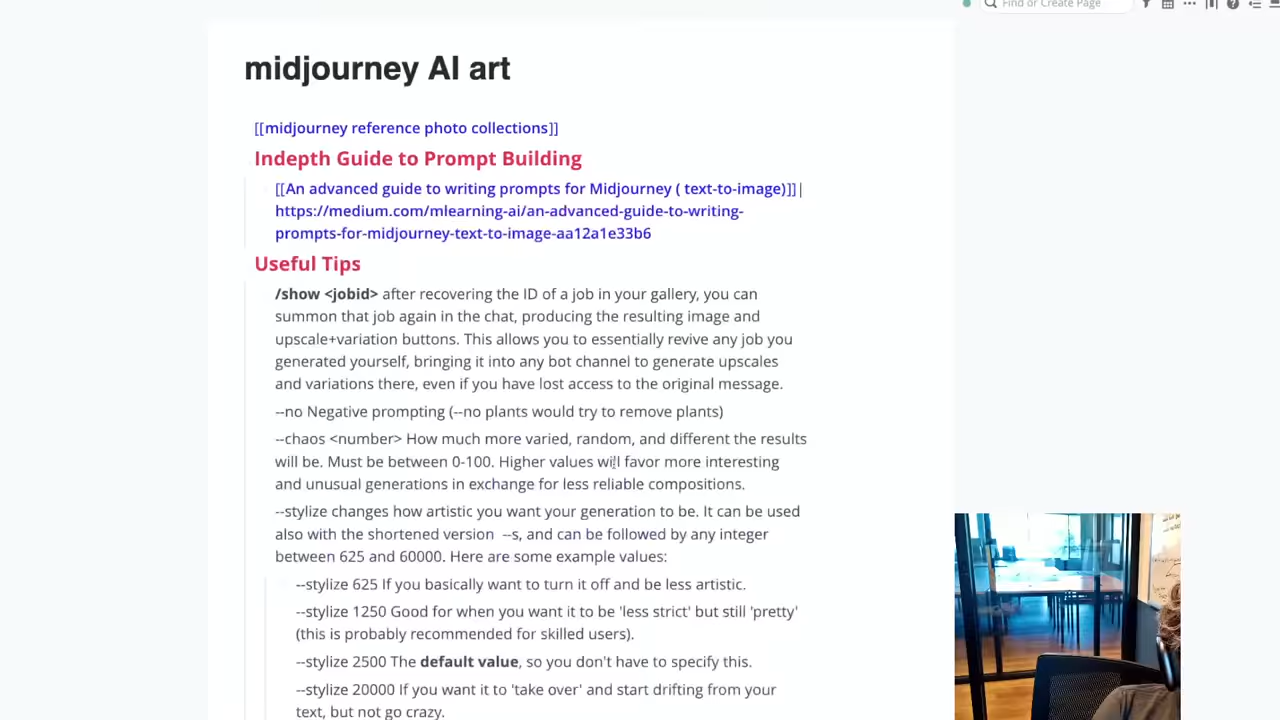 Find or Create Page
midjourney AI art
[[midjourney reference photo collections]]
Indepth Guide to Prompt Building
[[An advanced guide to writing prompts for Midjourney ( text-to-image)]]|
https://medium.com/mlearning-ai/an-advanced-guide-to-writing-
prompts-for-midjourney-text-to-image-aa12a1e33b6
Useful Tips
/show <jobid> after recovering the ID of a job in your gallery, you can
summon that job again in the chat, producing the resulting image and
upscale+variation buttons. This allows you to essentially revive any job you
generated yourself, bringing it into any bot channel to generate upscales
and variations there, even if you have lost access to the original message.
--no Negative prompting (--no plants would try to remove plants)
--chaos <number> How much more varied, random, and different the results
will be. Must be between 0-100. Higher values will favor more interesting
and unusual generations in exchange for less reliable compositions.
--stylize changes how artistic you want your generation to be. It can be used
also with the shortened version --s, and can be followed by any integer
between 625 and 60000. Here are some example values:
--stylize 625 If you basically want to turn it off and be less artistic.
--stylize 1250 Good for when you want it to be 'less strict' but still 'pretty'
(this is probably recommended for skilled users).
--stylize 2500 The default value, so you don't have to specify this.
--stylize 20000 If you want it to 'take over' and start drifting from your
text, but not go crazy.